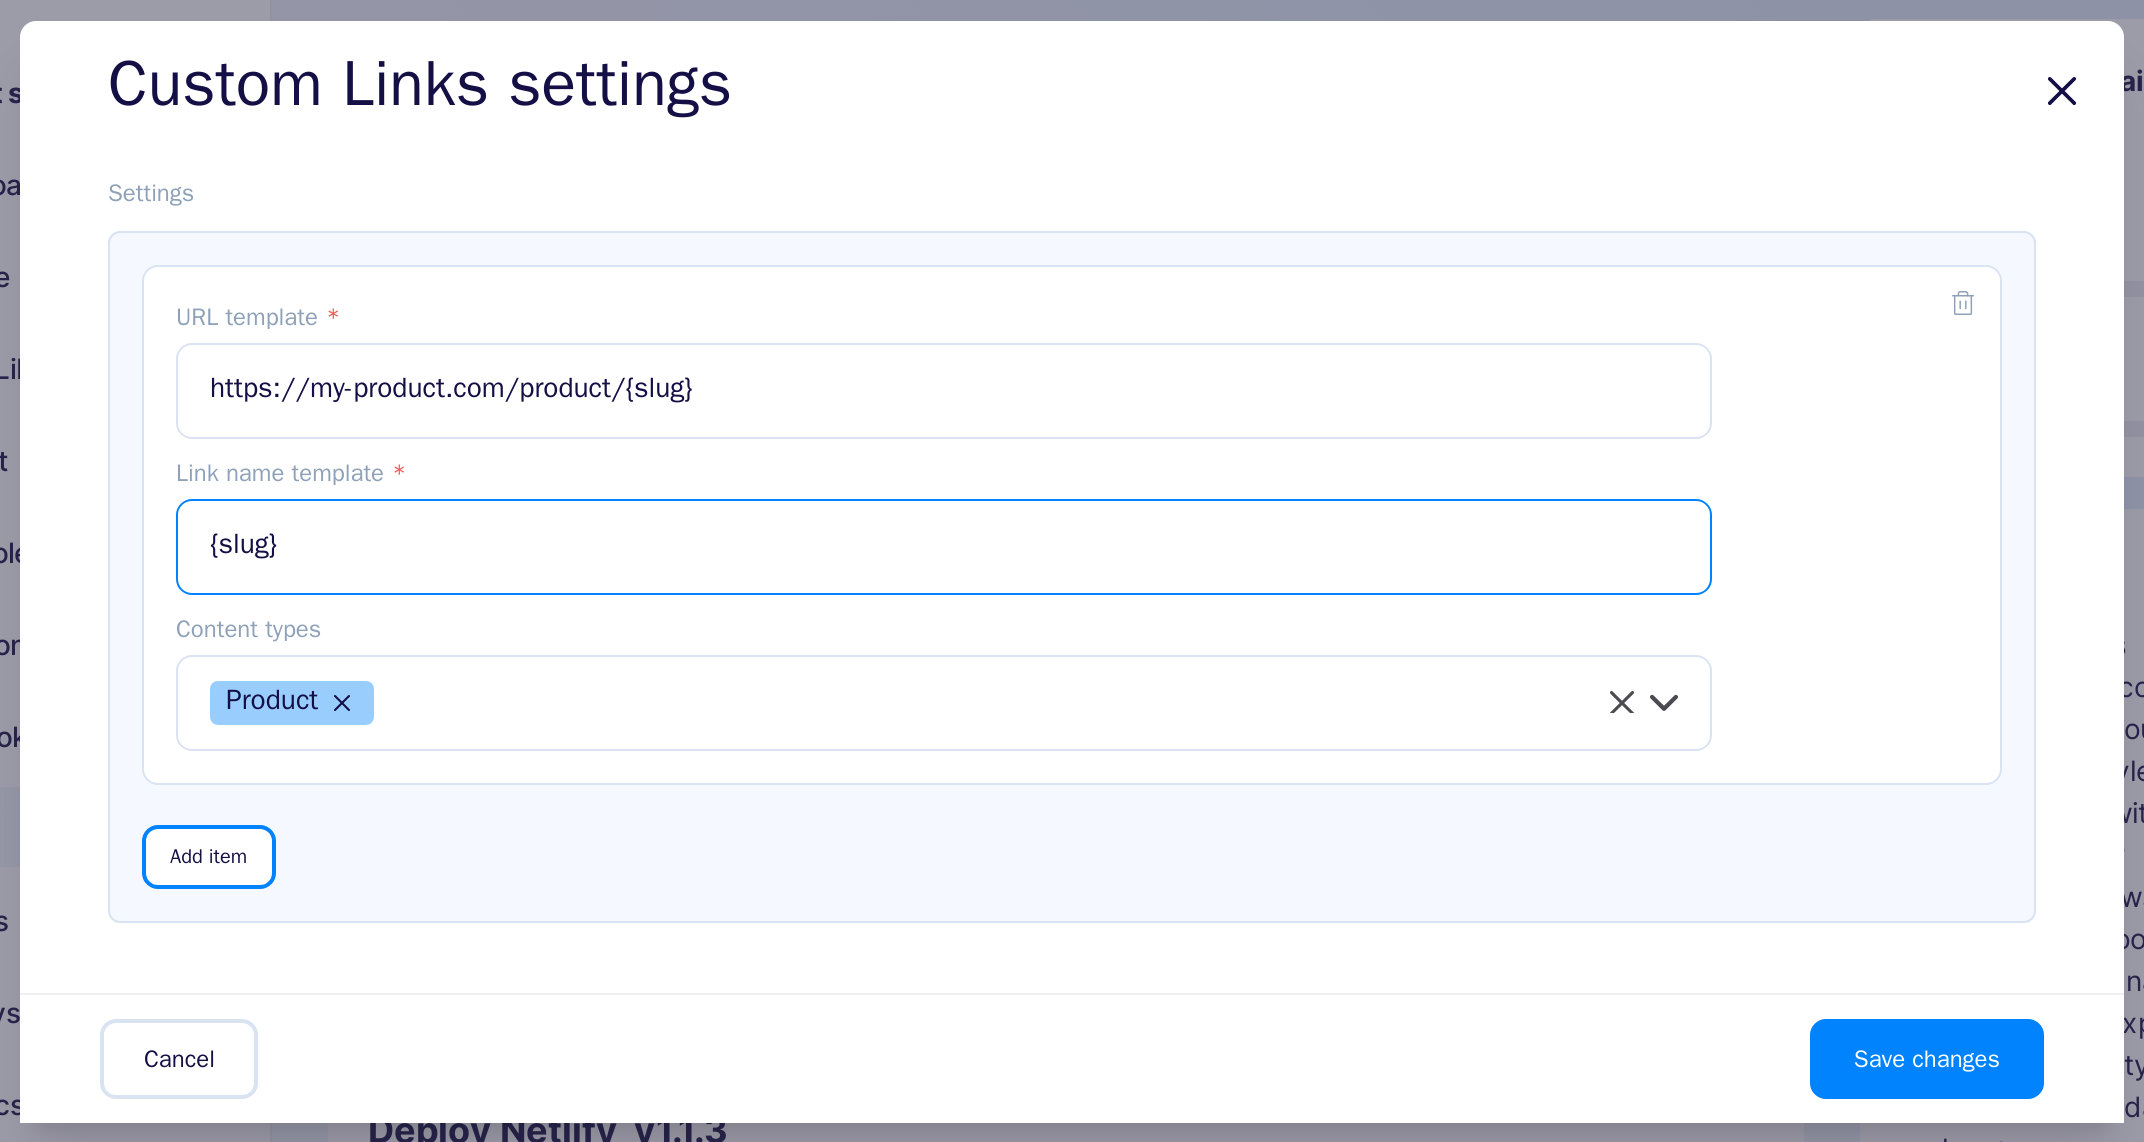 Custom Links settings
Settings
URL template *
https://my-product.com/product/{slug}
Link name template *
{slug}
Content types
Product
Add item
Cancel
Save changes
Deploy Netlify v1.1.3